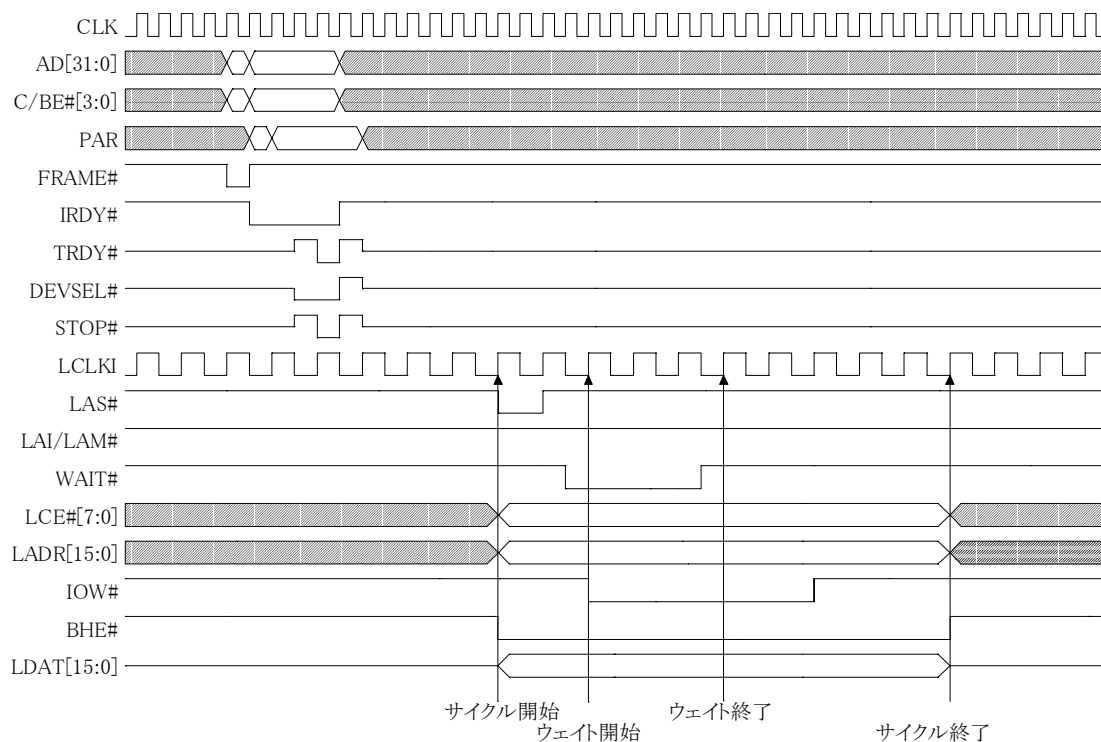 CLK
AD[31:0]
C/BE#[3:0]
PAR
FRAME#
IRDY#
TRDY#
DEVSEL#
STOP#
LCLKI
LAS#
LAI/LAM#
WAIT#
LCE#[7:0]
LADR[15:0]
IOW#
BHE#
LDAT[15:0]
サイクル開始
ウェイト開始
ウェイト終了
サイクル終了